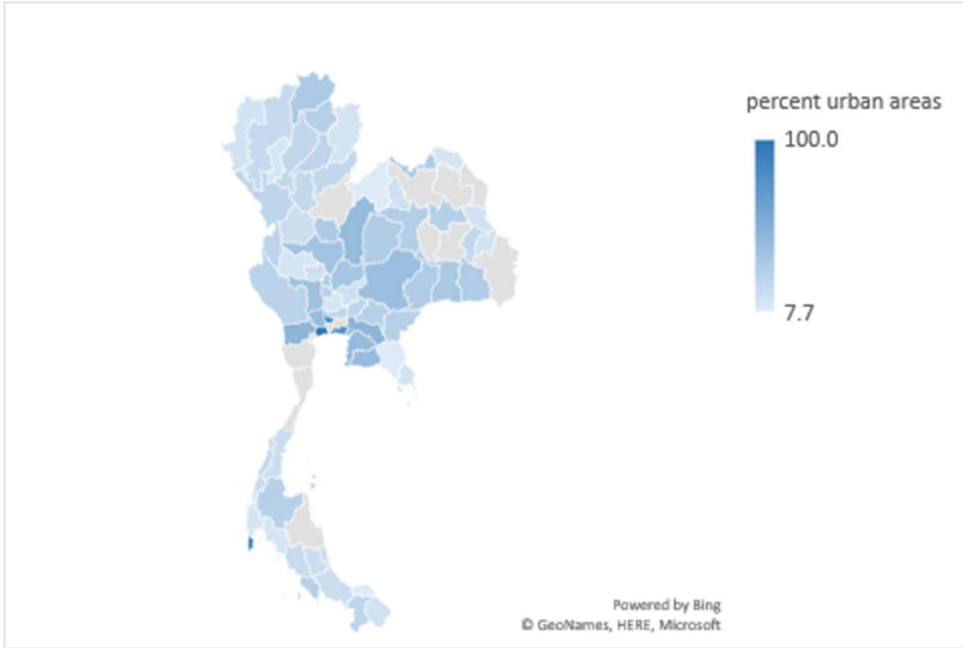 percent urban areas
100.0
7.7
Powered by Bing
© GeoNames, HERE, Microsoft